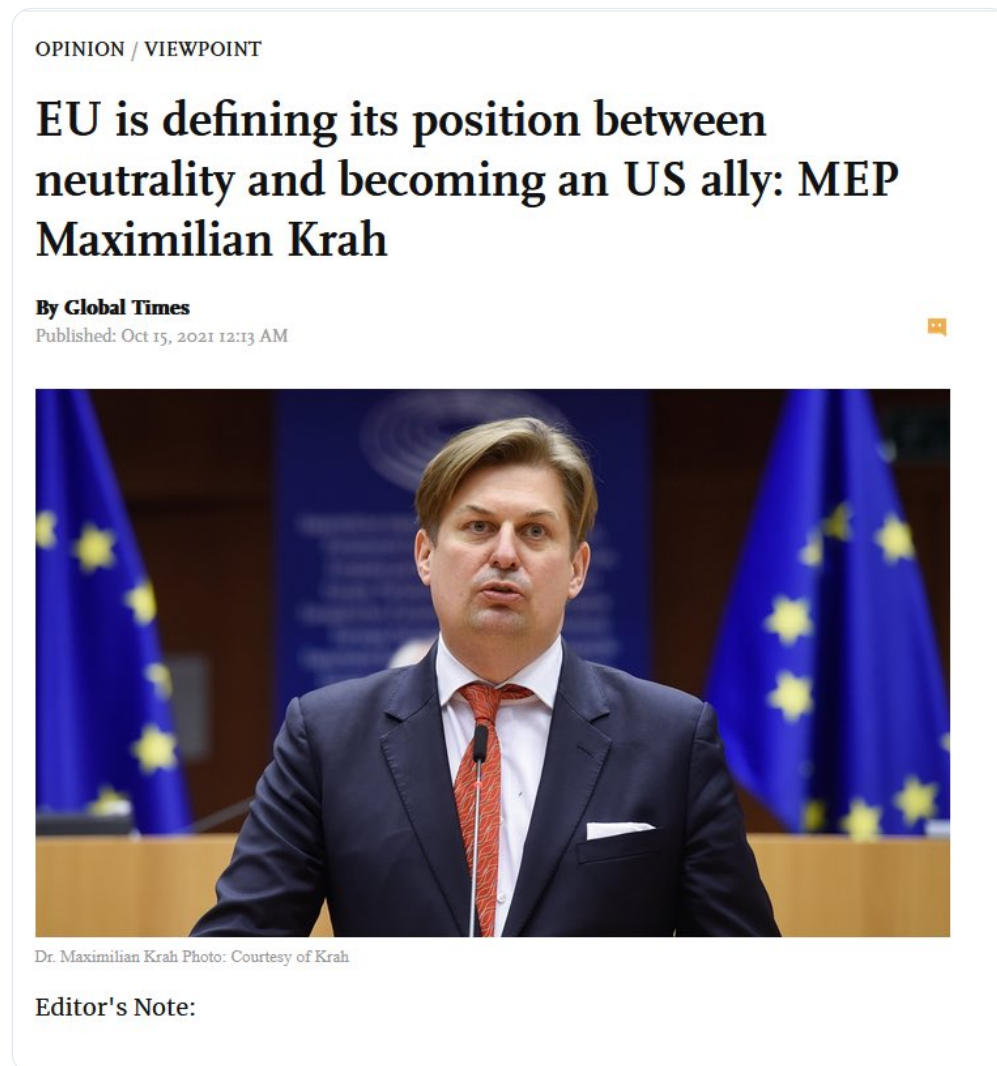 OPINION / VIEWPOINT
EU is defining its position between
neutrality and becoming an US ally: MEP
Maximilian Krah
By Global Times
Published: Oct 15, 2021 12:13 AM
Dr. Maximilian Krah Photo: Courtesy of Krah
Editor's Note: